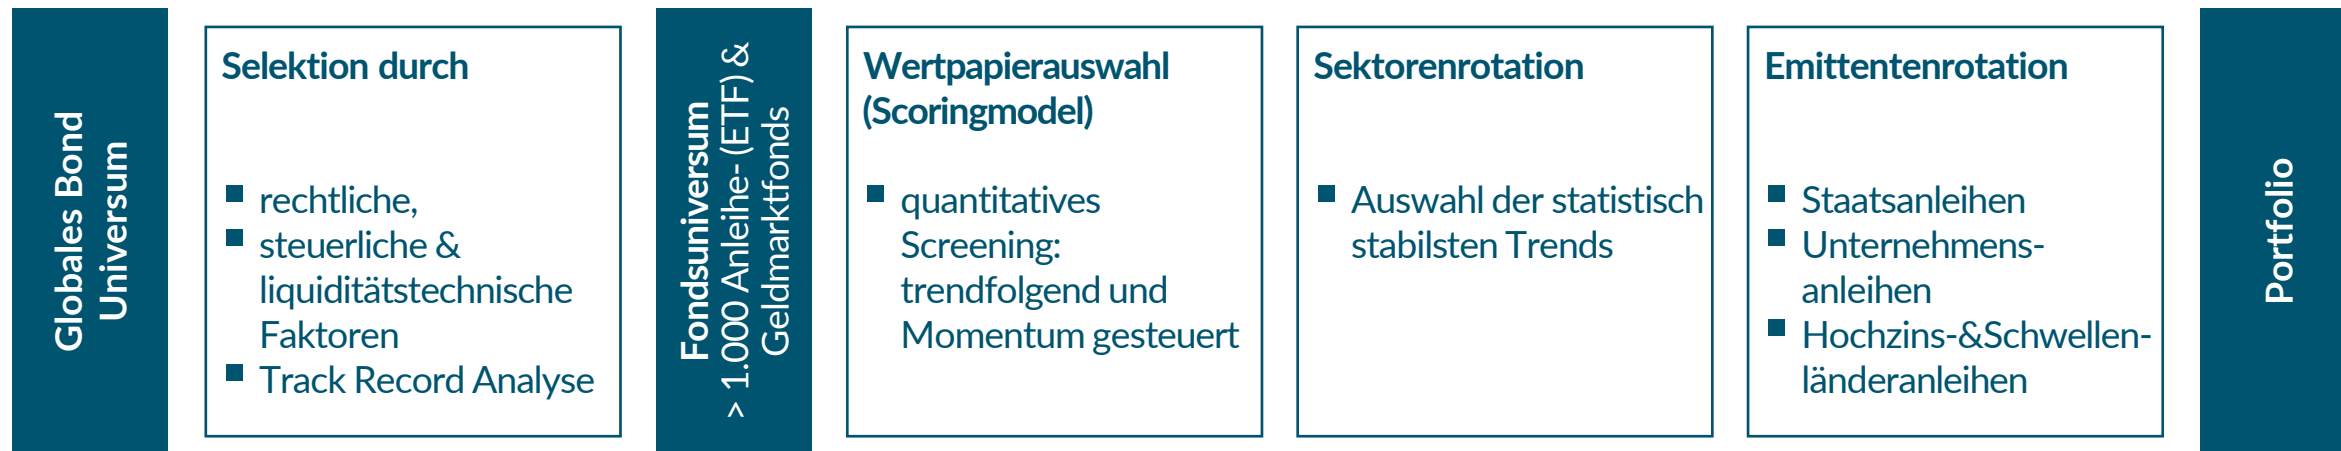 Globales Bond
Universum
Selektion durch
rechtliche,
steuerliche &
liquiditätstechnische
Faktoren
Track Record Analyse
Fondsuniversum
> 1.000 Anleihe- (ETF) &
Geldmarktfonds
Wertpapierauswahl
(Scoringmodel)
quantitatives
Screening:
trendfolgend und
Momentum gesteuert
Sektorenrotation
Auswahl der statistisch
stabilsten Trends
Emittentenrotation
Staatsanleihen
Unternehmens-
anleihen
Hochzins-&Schwellen-
länderanleihen
Portfolio